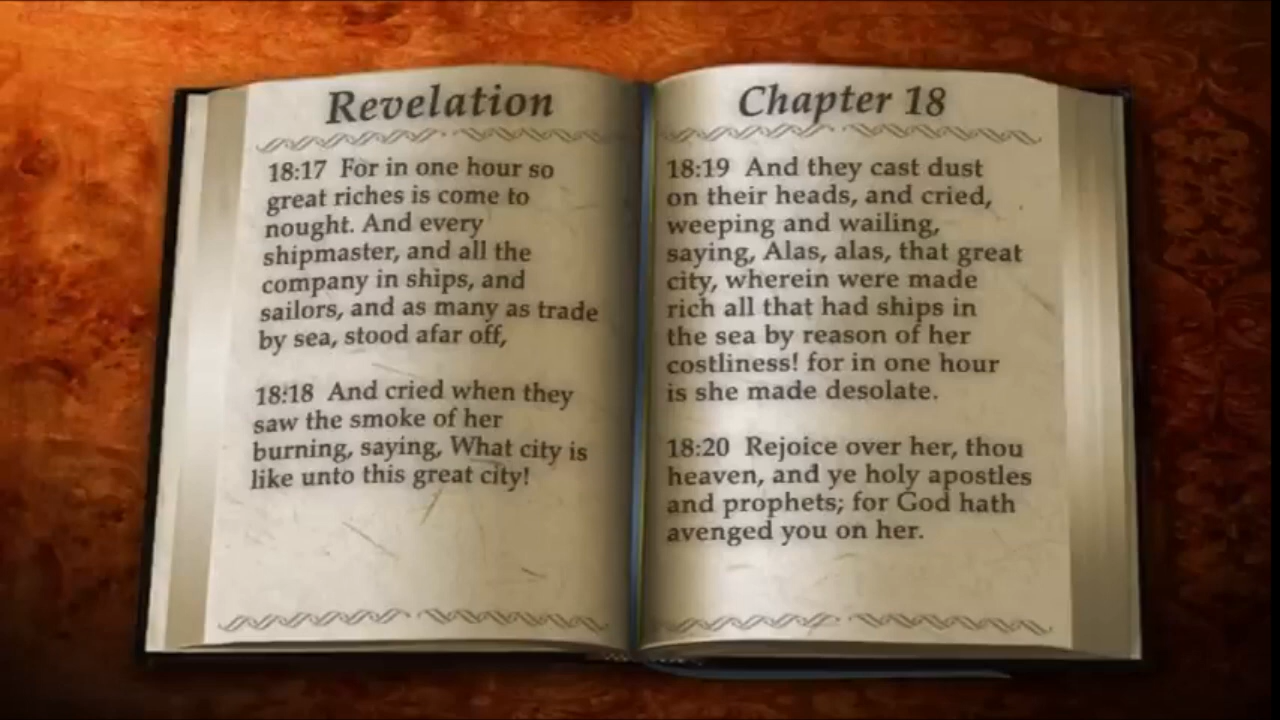 Revelation
18:17 For in one hour so
great riches is come to
nought. And every
shipmaster, and all the
company in ships, and
sailors, and as many as trade
by sea, stood afar off,
18:18 And cried when they
saw the smoke of her
burning, saying, What city is
like unto this great city!
Chapter 18
18:19 And they cast dust
on their heads, and cried,
weeping and wailing,
saying, Alas, alas, that great
city, wherein were made
rich all that had ships in
the sea by reason of her
costliness! for in one hour
is she made desolate.
18:20 Rejoice over her, thou
heaven, and ye holy apostles
and prophets; for God hath
avenged you on her.